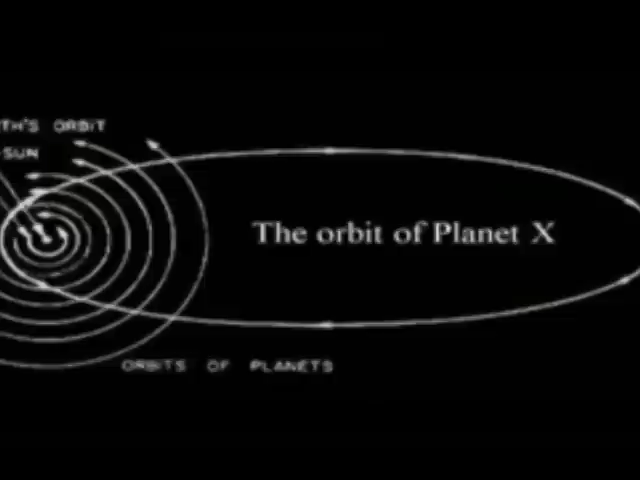 TH'S ORBIT
SUN
The orbit of Planet X
ORBITS OF PLANETS